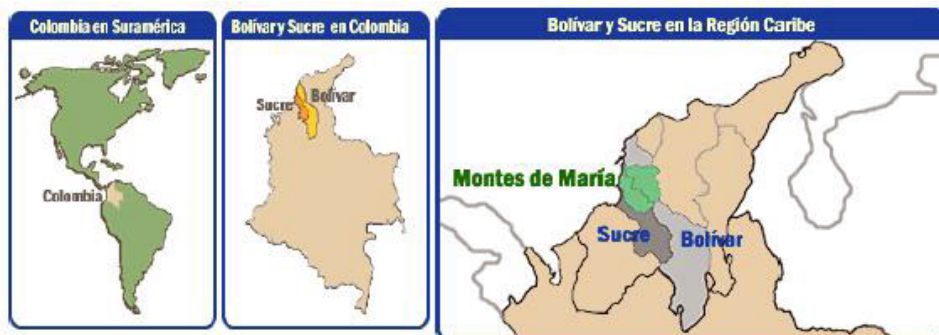 Colombia en Suramérica
Colombia
Bolívar y Sucre en Colombia
Bolívar
Sucre
Bolívar y Sucre en la Región Caribe
Montes de María
Sucre
Bolívar